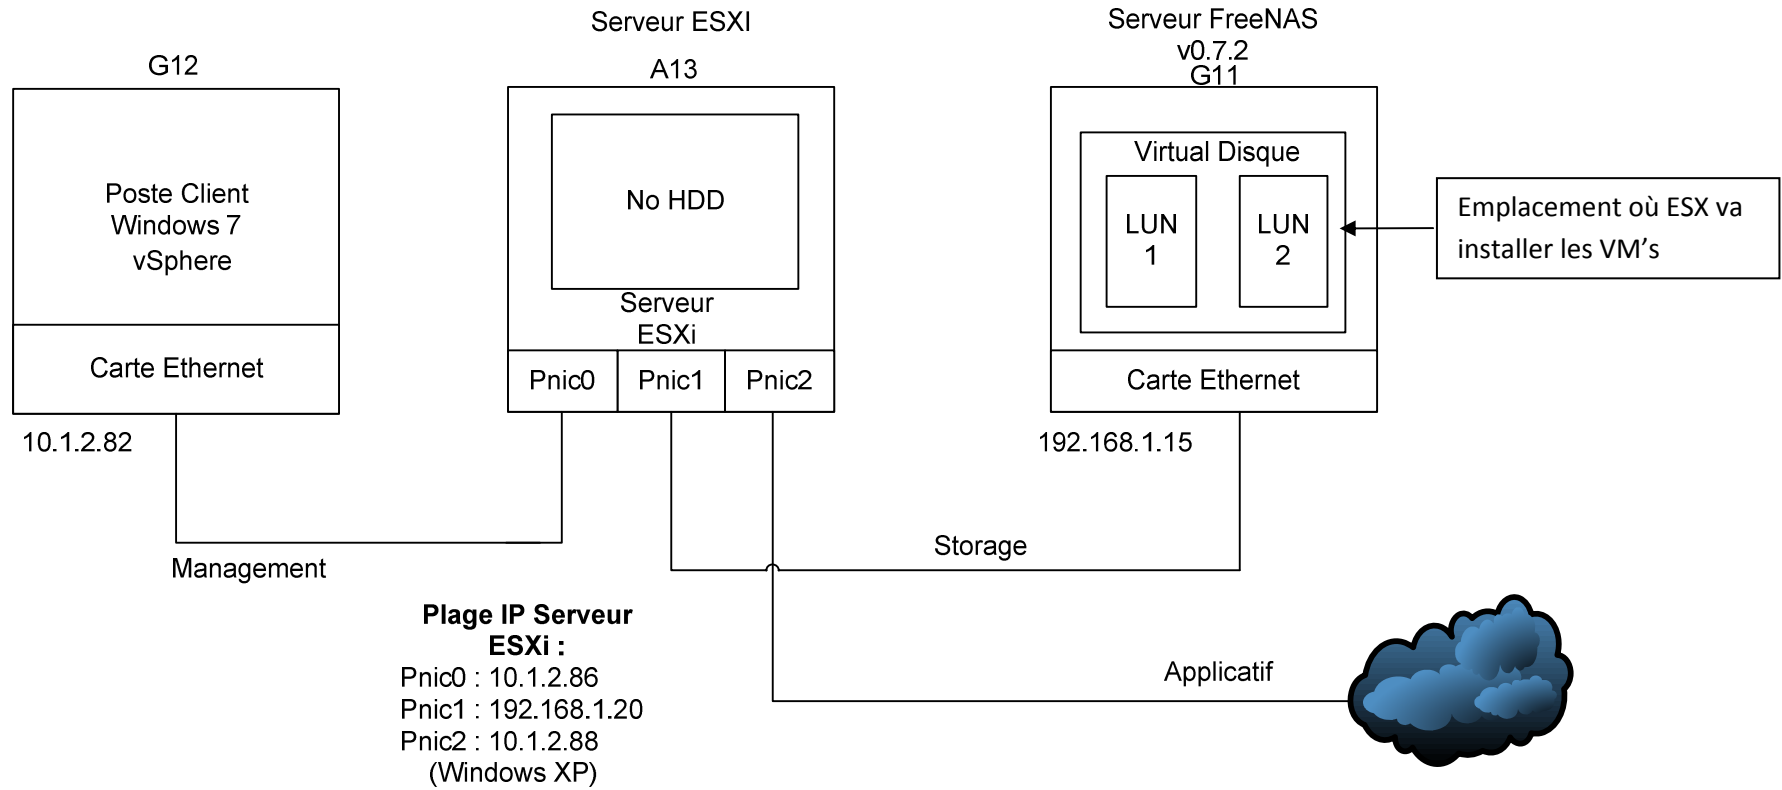 G12
Poste Client
Windows 7
vSphere
Carte Ethernet
10.1.2.82
Serveur ESXI
A13
No HDD
Serveur
ESXi
Pnic0
Pnic1
Pnic2
Serveur FreeNAS
v0.7.2
G11
Virtual Disque
LUN
1
LUN
2
Carte Ethernet
192.168.1.15
Emplacement où ESX va
installer les VM’s
Management
Storage
Applicatif
Plage IP Serveur
ESXi :
Pnic0 : 10.1.2.86
Pnic1 : 192.168.1.20
Pnic2 : 10.1.2.88
(Windows XP)